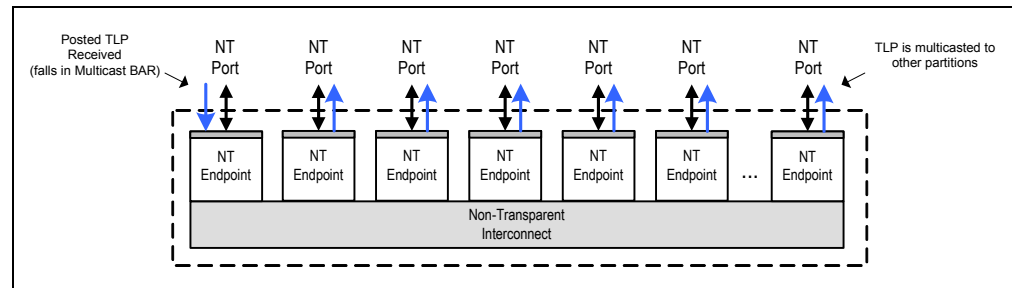 Posted TLP
Received
(falls in Multicast BAR)
NT
Port
NT
Port
NT
Port
NT
Port
NT
Port
NT
Port
NT
Port
TLP is multicasted to
other partitions
NT
Endpoint
NT
Endpoint
NT
Endpoint
NT
Endpoint
NT
Endpoint
NT
Endpoint
...
NT
Endpoint
Non-Transparent
Interconnect